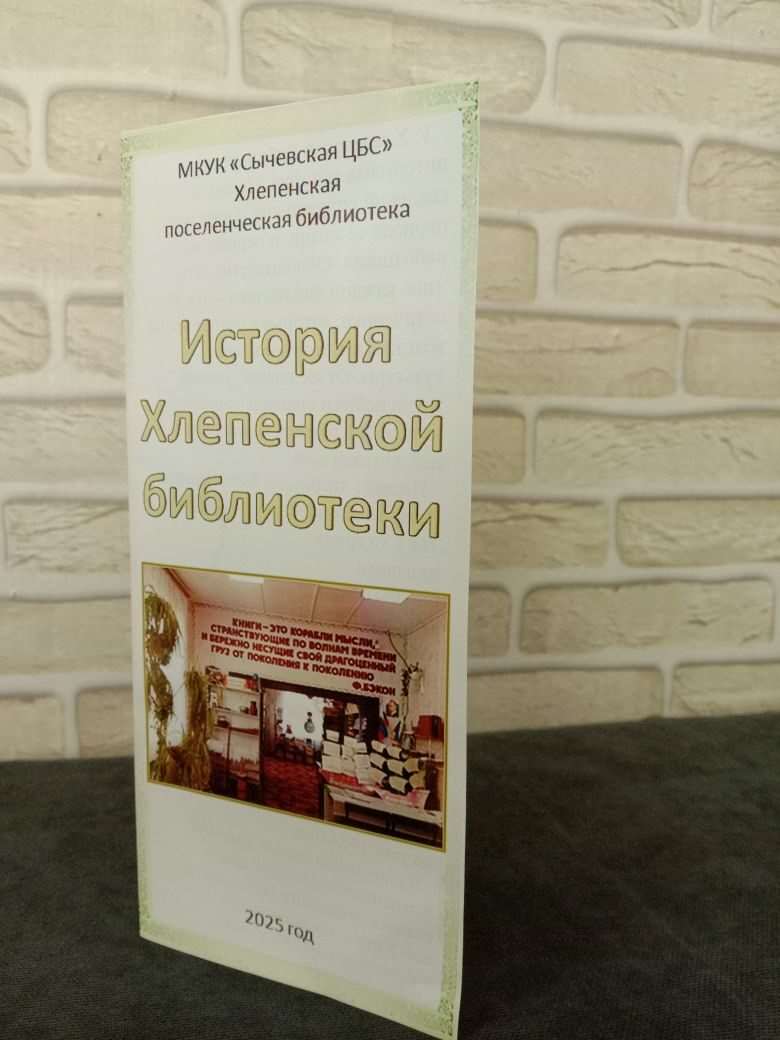 МКУК «Сычевская ЦБС»
Хлепенская
поселенческая библиотека
История
Хлепенской
библиотеки
КНИГИ – ЭТО КОРАБЛИ МЫСЛИ,
СТРАНСТВУЮЩИЕ ПО ВОЛНАМ ВРЕМЕНИ
И БЕРЕЖНО НЕСУЩИЕ СВОЙ ДРАГОЦЕННЫЙ
ГРУЗ ОТ ПОКОЛЕНИЯ К ПОКОЛЕНИЮ
Ф.БЭКОН
2025 год